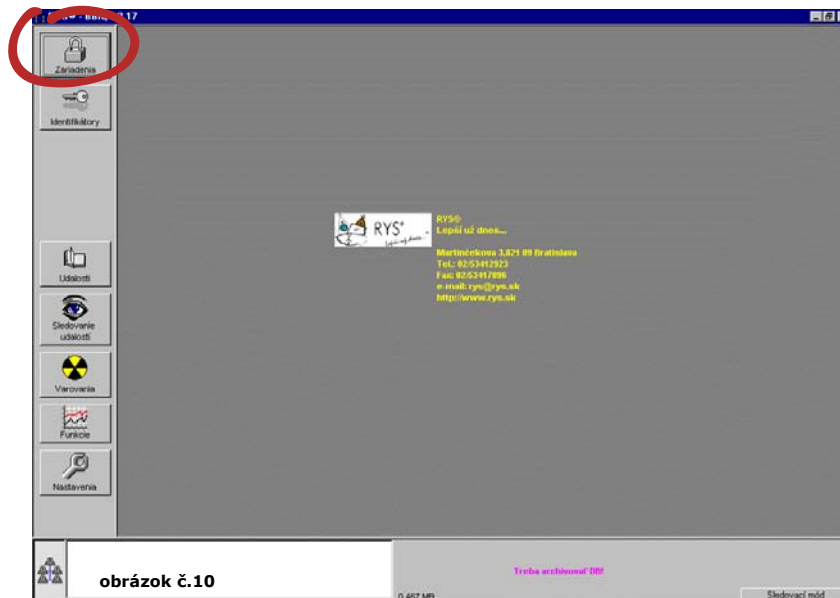 Zariadenia
Identifikátory
Udalosti
Sledovanie
udalostí
Varovania
Funkcie
Nastavenia
RYS
RYS®
Lepší už dnes...
Martinčekova 3,821 09 Bratislava
Tel.: 02/53412923
Fax: 02/53417096
e-mail: rys@rys.sk
http://www.rys.sk
obrázok č.10
Treba archivovať DB!
0.467 MB
Sledovací mód